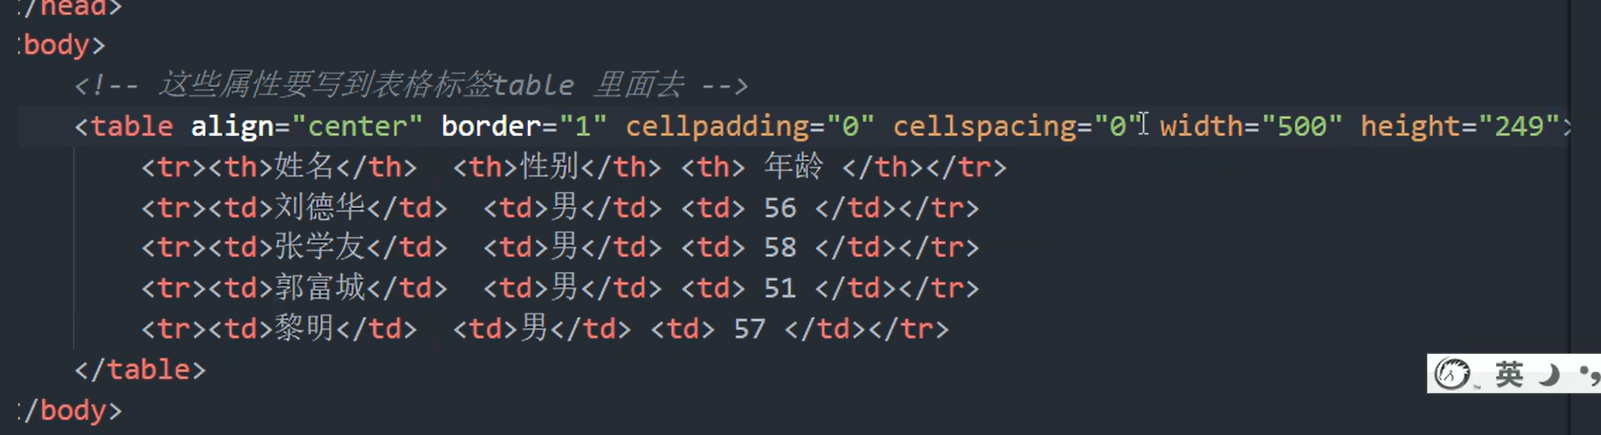 /head>
body>
<!-- 这些属性要写到表格标签table 里面去 -->
<table align="center" border="1" cellpadding="0" cellspacing="0" width="500" height="249">
<tr><th>姓名</th> <th>性别</th> <th> 年龄 </th></tr>
<tr><td>刘德华</td> <td>男</td> <td> 56 </td></tr>
<tr><td>张学友</td> <td>男</td> <td> 58 </td></tr>
<tr><td>郭富城</td> <td>男</td> <td> 51 </td></tr>
<tr><td>黎明</td> <td>男</td> <td> 57 </td></tr>
</table>
英
/body>